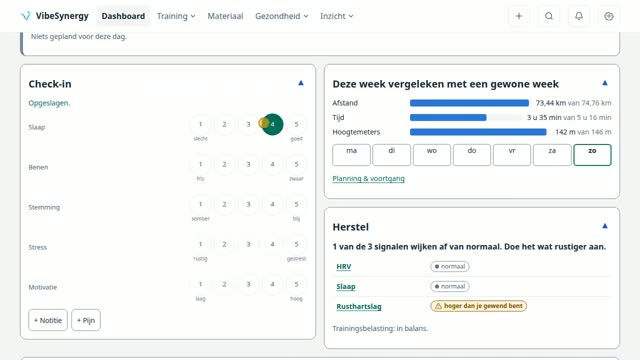 VibeSynergy Dashboard Training Materiaal Gezondheid Inzicht
Niets gepland voor deze dag.
Check-in
Opgeslagen.
Slaap 1 2 3 4 5
slecht goed
Benen 1 2 3 4 5
fris zwaar
Stemming 1 2 3 4 5
somber blij
Stress 1 2 3 4 5
rustig gestrest
Motivatie 1 2 3 4 5
laag hoog
+ Notitie + Pijn
Deze week vergeleken met een gewone week
Afstand 73,44 km van 74,76 km
Tijd 3 u 35 min van 5 u 16 min
Hoogtemeters 142 m van 146 m
ma di wo do vr za zo
Planning & voortgang
Herstel
1 van de 3 signalen wijken af van normaal. Doe het wat rustiger aan.
HRV normaal
Slaap normaal
Rusthartslag hoger dan je gewend bent
Trainingsbelasting: in balans.